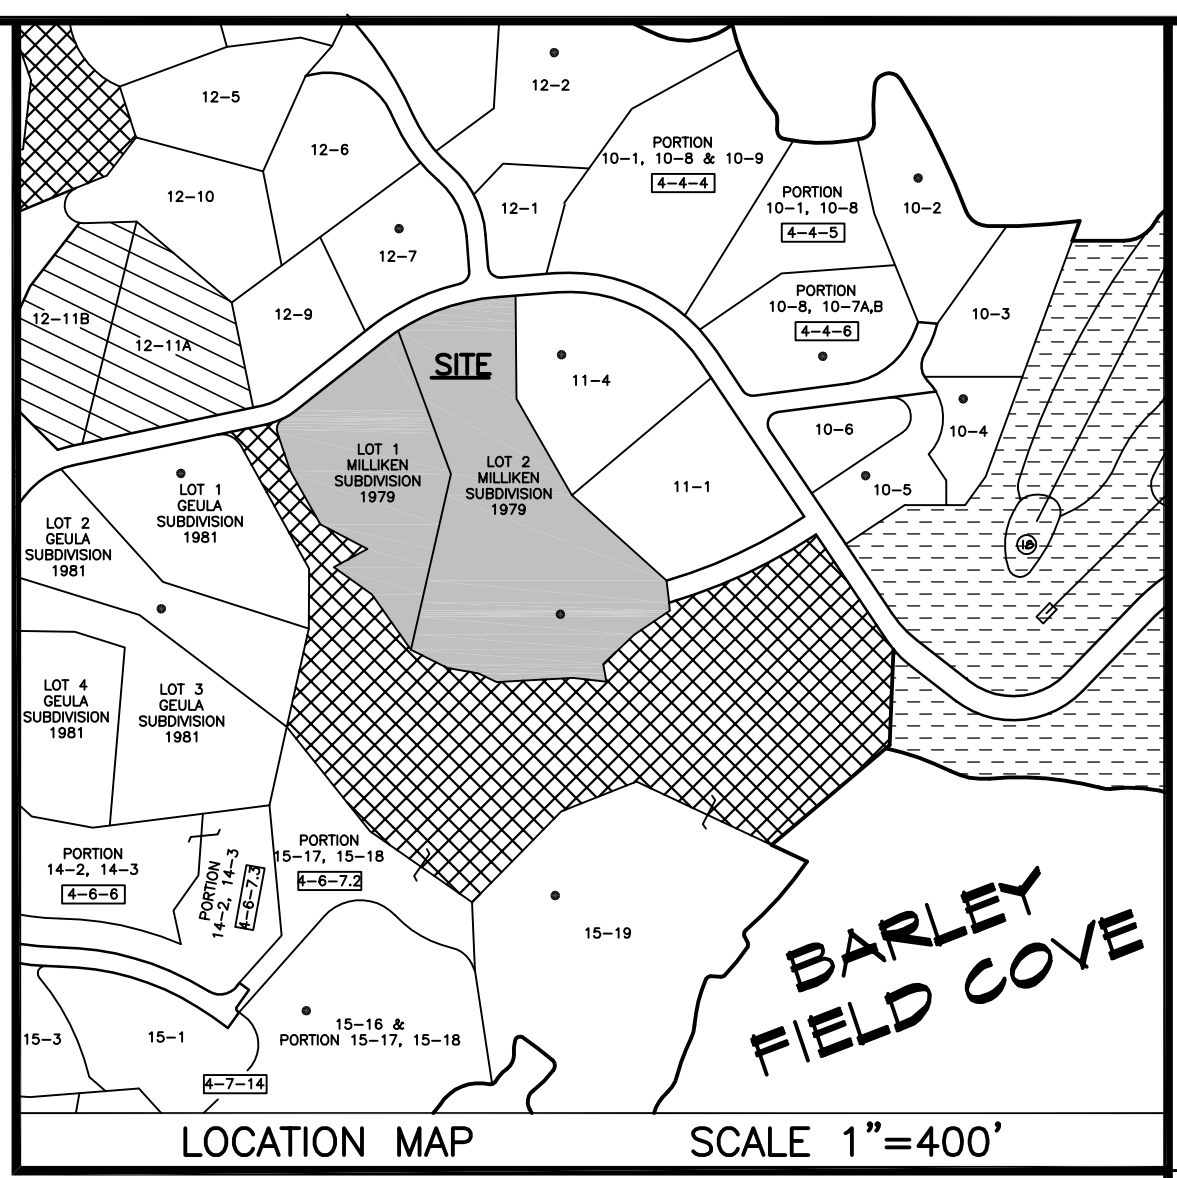 12-5
12-2
12-6
PORTION
10-1, 10-8 & 10-9
4-4-4
12-10
12-1
PORTION
10-1, 10-8
4-4-5
10-2
12-7
PORTION
10-8, 10-7A,B
4-4-6
10-3
12-11B
12-11A
12-9
SITE
11-4
10-6
10-4
LOT 1
MILLIKEN
SUBDIVISION
1979
LOT 2
MILLIKEN
SUBDIVISION
1979
11-1
10-5
LOT 1
GEULA
SUBDIVISION
1981
LOT 2
GEULA
SUBDIVISION
1981
18
LOT 4
GEULA
SUBDIVISION
1981
LOT 3
GEULA
SUBDIVISION
1981
PORTION
14-2, 14-3
4-6-6
PORTION
14-2, 14-3
4-6-7.3
PORTION
15-17, 15-18
4-6-7.2
15-19
BARLEY
FIELD COVE
15-3
15-1
15-16 &
PORTION 15-17, 15-18
4-7-14
LOCATION MAP
SCALE 1"=400'